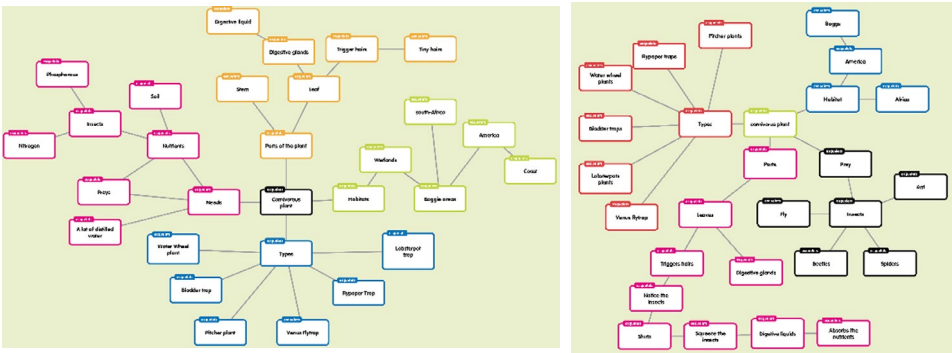 Digestive liquid
Digestive glands
Trigger hairs
Tiny hairs
Phosphorous
Stem
Leaf
Soil
Insects
Nitrogen
Nutrients
Parts of the plant
south-Africa
America
Wetlands
Coast
Preys
Needs
Carnivorous
plant
Habitats
Boggie areas
A lot of distilled
water
Water Wheel
plant
Types
Lobsterpot
trap
Bladder trap
Flypaper Trap
Pitcher plant
Venus flytrap
Boggs
Pitcher plants
Flypaper traps
America
Water wheel
plants
Habitat
Africa
Bladder traps
Types
carnivorus plant
Lobsterpots
plants
Parts
Prey
Ant
Venus flytrap
Leaves
Fly
Insects
Triggers hairs
Digestive glands
Beetles
Spiders
Notice the
insects
Shuts
Squeeze the
insects
Digestive liquids
Absorbs the
nutrients